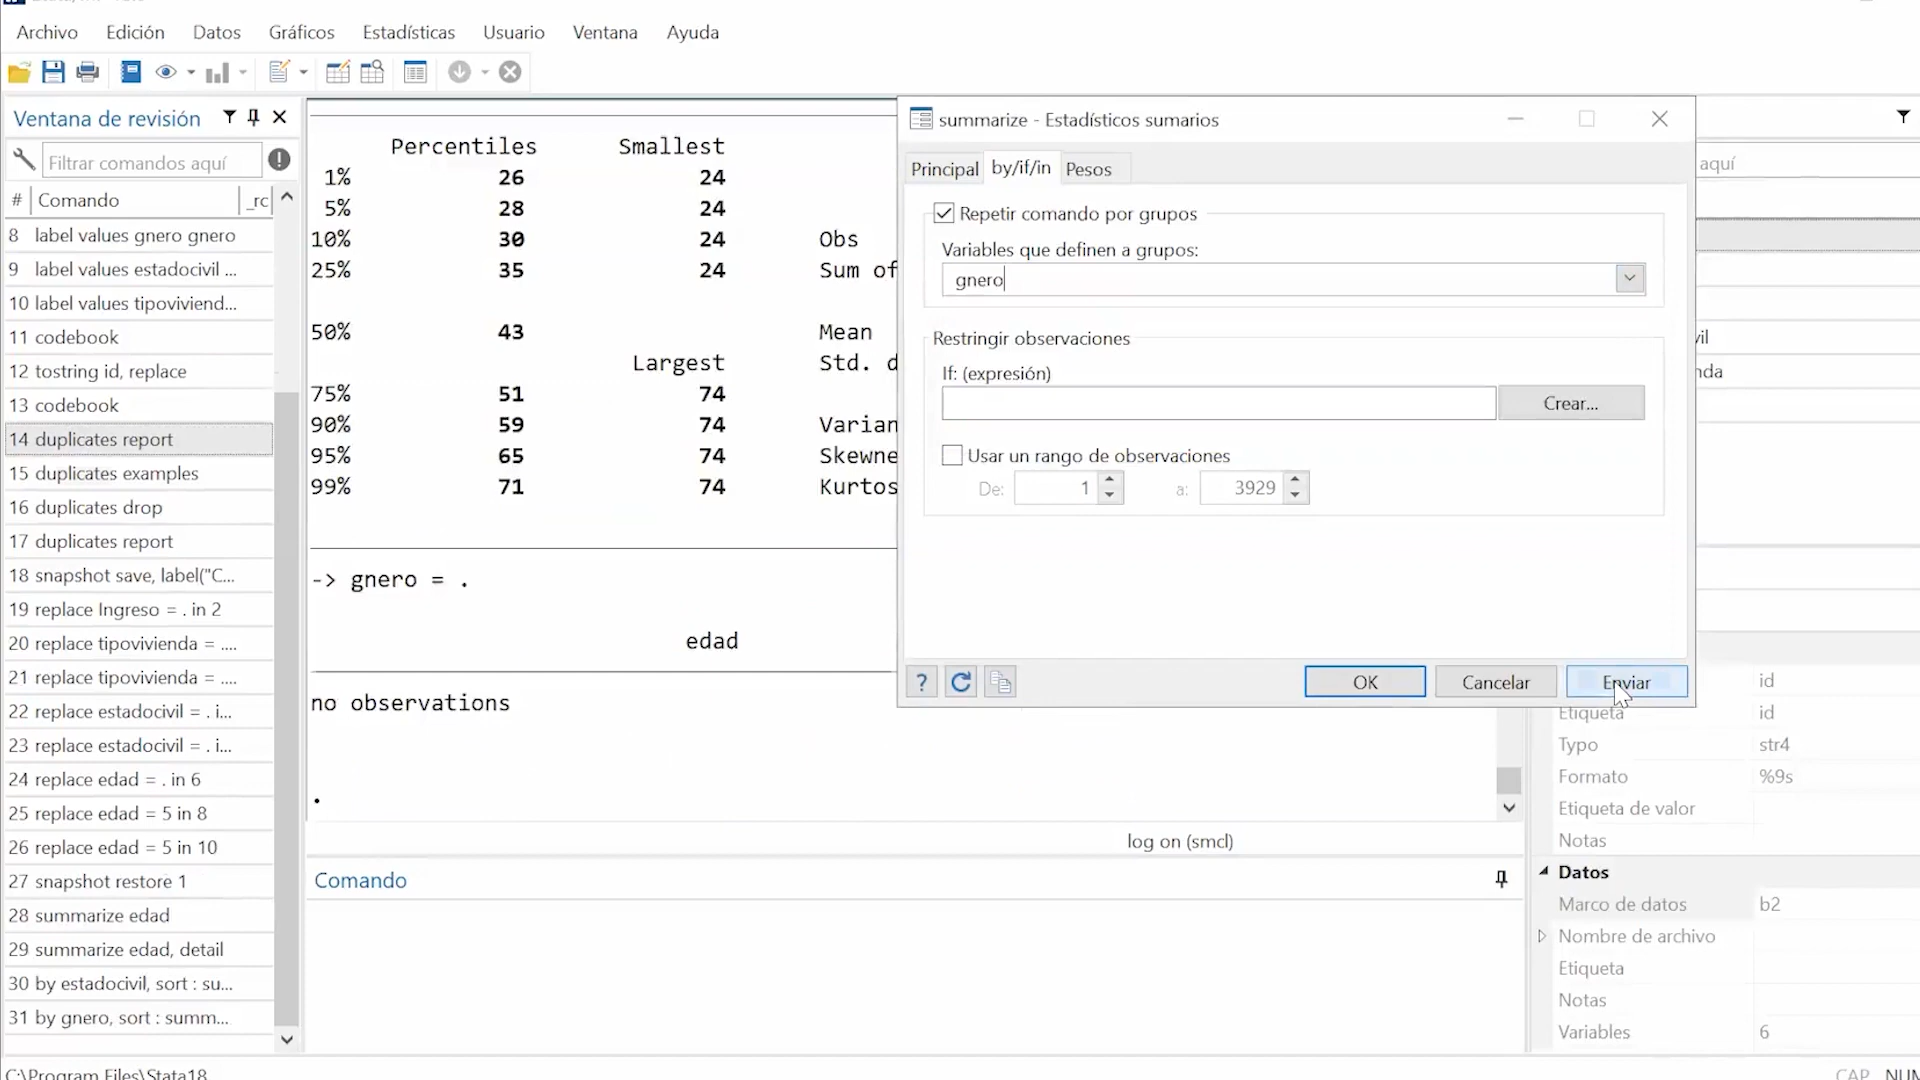 Archivo Edición Datos Gráficos Estadísticas Usuario Ventana Ayuda
Ventana de revisión
Filtrar comandos aquí
# Comando _rc
8 label values gnero gnero
9 label values estadocivil ...
10 label values tipoviviend...
11 codebook
12 tostring id, replace
13 codebook
14 duplicates report
15 duplicates examples
16 duplicates drop
17 duplicates report
18 snapshot save, label("C...
19 replace Ingreso = . in 2
20 replace tipovivienda = ....
21 replace tipovivienda = ....
22 replace estadocivil = . i...
23 replace estadocivil = . i...
24 replace edad = . in 6
25 replace edad = 5 in 8
26 replace edad = 5 in 10
27 snapshot restore 1
28 summarize edad
29 summarize edad, detail
30 by estadocivil, sort : su...
31 by gnero, sort : summ...
Percentiles Smallest
1% 26 24
5% 28 24
10% 30 24 Obs
25% 35 24 Sum of
50% 43 Mean
Largest Std. d
75% 51 74
90% 59 74 Varian
95% 65 74 Skewne
99% 71 74 Kurtos
-> gnero = .
edad
no observations
.
log on (smcl)
Comando
summarize - Estadísticos sumarios
Principal by/if/in Pesos
Repetir comando por grupos
Variables que definen a grupos:
gnero
Restringir observaciones
If: (expresión)
Crear...
Usar un rango de observaciones
De: 1 a: 3929
? OK Cancelar Enviar
aquí
vil
nda
id
Etiqueta id
Typo str4
Formato %9s
Etiqueta de valor
Notas
Datos
Marco de datos b2
Nombre de archivo
Etiqueta
Notas
Variables 6
C:\Program Files\Stata18
CAP NUM